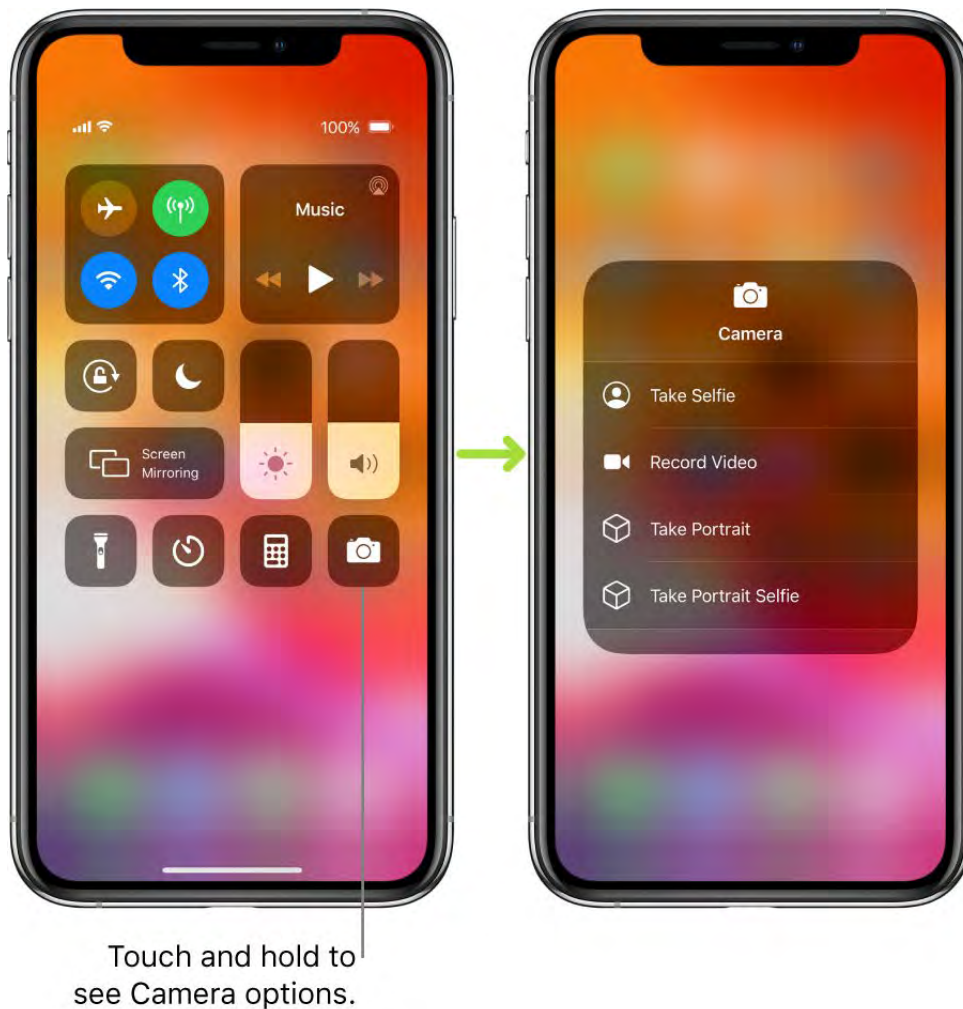 100%
Music
Screen
Mirroring
Touch and hold to
see Camera options.
Camera
Take Selfie
Record Video
Take Portrait
Take Portrait Selfie